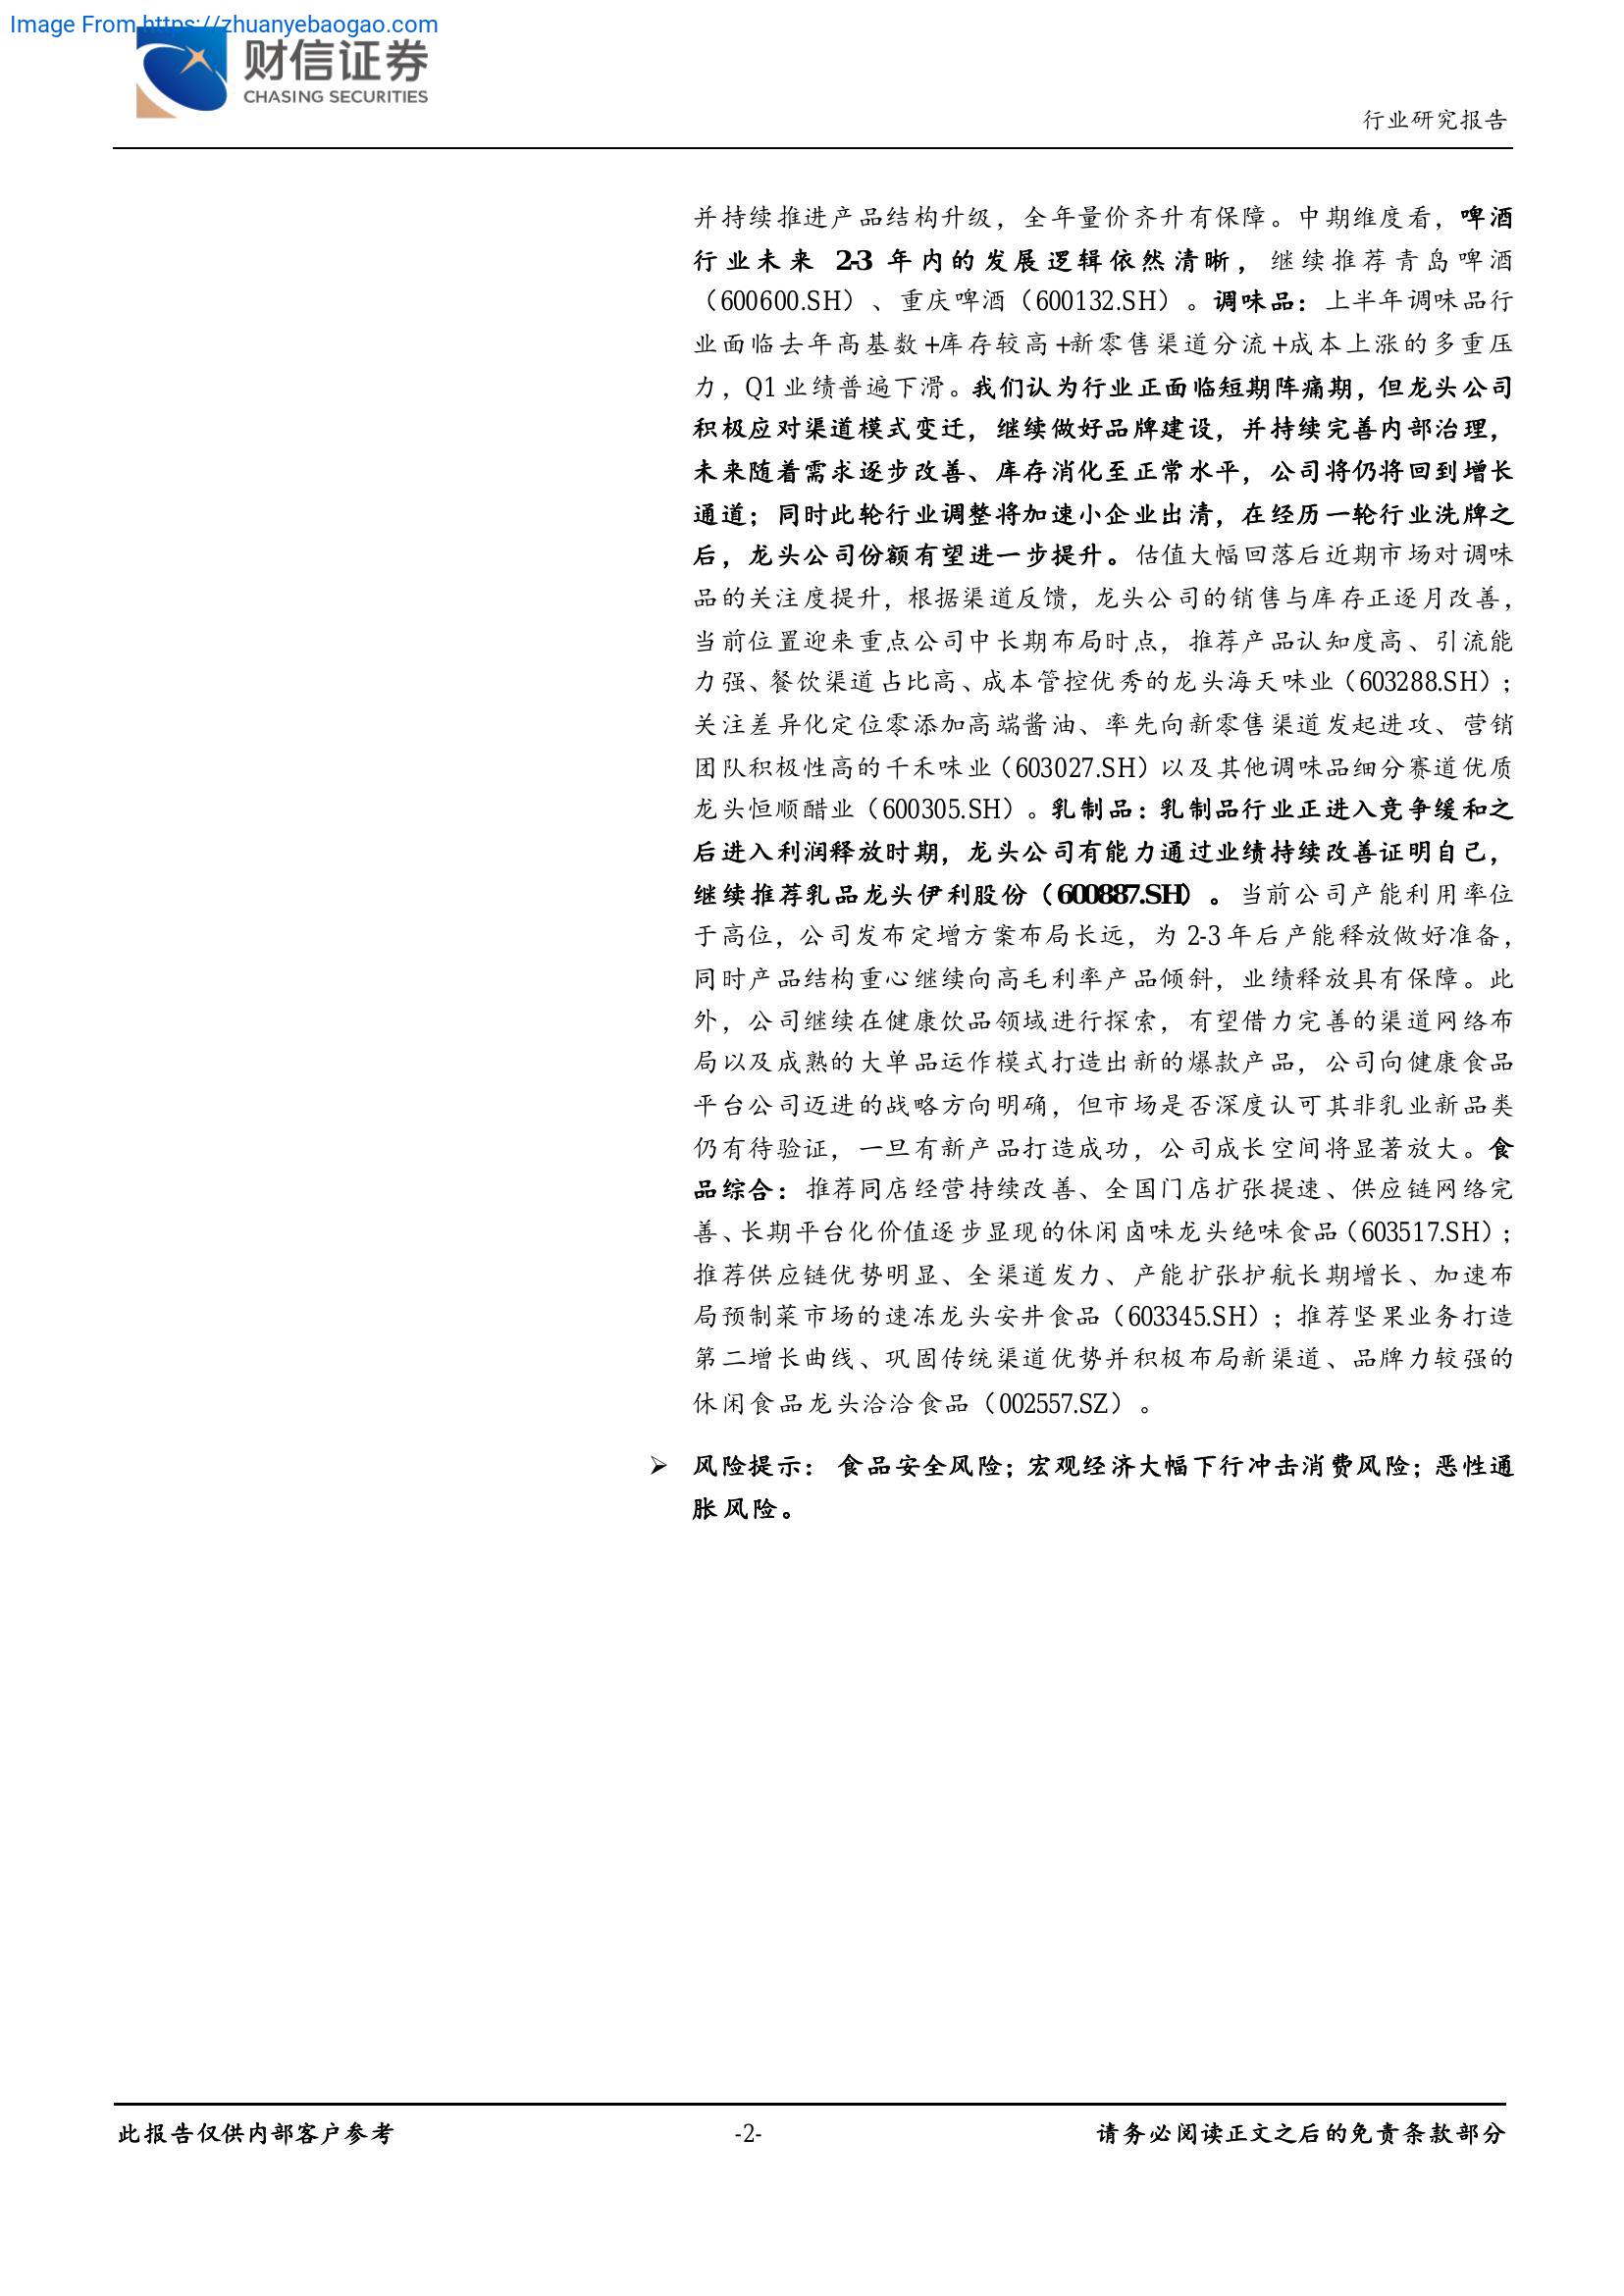 Image From https://zhuanyebaogao.com
财信证券
CHASING SECURITIES
行业研究报告
并持续推进产品结构升级，全年量价齐升有保障。中期维度看，啤酒
行业未来 2-3 年内的发展逻辑依然清晰，继续推荐青岛啤酒
（600600.SH）、重庆啤酒（600132.SH）。调味品：上半年调味品行
业面临去年高基数+库存较高+新零售渠道分流+成本上涨的多重压
力，Q1 业绩普遍下滑。我们认为行业正面临短期阵痛期，但龙头公司
积极应对渠道模式变迁，继续做好品牌建设，并持续完善内部治理，
未来随着需求逐步改善、库存消化至正常水平，公司将仍将回到增长
通道；同时此轮行业调整将加速小企业出清，在经历一轮行业洗牌之
后，龙头公司份额有望进一步提升。估值大幅回落后近期市场对调味
品的关注度提升，根据渠道反馈，龙头公司的销售与库存正逐月改善，
当前位置迎来重点公司中长期布局时点，推荐产品认知度高、引流能
力强、餐饮渠道占比高、成本管控优秀的龙头海天味业（603288.SH）；
关注差异化定位零添加高端酱油、率先向新零售渠道发起进攻、营销
团队积极性高的千禾味业（603027.SH）以及其他调味品细分赛道优质
龙头恒顺醋业（600305.SH）。乳制品：乳制品行业正进入竞争缓和之
后进入利润释放时期，龙头公司有能力通过业绩持续改善证明自己，
继续推荐乳品龙头伊利股份（600887.SH）。当前公司产能利用率位
于高位，公司发布定增方案布局长远，为 2-3 年后产能释放做好准备，
同时产品结构重心继续向高毛利率产品倾斜，业绩释放具有保障。此
外，公司继续在健康饮品领域进行探索，有望借力完善的渠道网络布
局以及成熟的大单品运作模式打造出新的爆款产品，公司向健康食品
平台公司迈进的战略方向明确，但市场是否深度认可其非乳业新品类
仍有待验证，一旦有新产品打造成功，公司成长空间将显著放大。食
品综合：推荐同店经营持续改善、全国门店扩张提速、供应链网络完
善、长期平台化价值逐步显现的休闲卤味龙头绝味食品（603517.SH）；
推荐供应链优势明显、全渠道发力、产能扩张护航长期增长、加速布
局预制菜市场的速冻龙头安井食品（603345.SH）；推荐坚果业务打造
第二增长曲线、巩固传统渠道优势并积极布局新渠道、品牌力较强的
休闲食品龙头洽洽食品（002557.SZ）。
➢ 风险提示： 食品安全风险；宏观经济大幅下行冲击消费风险；恶性通
胀风险。
此报告仅供内部客户参考
-2-
请务必阅读正文之后的免责条款部分